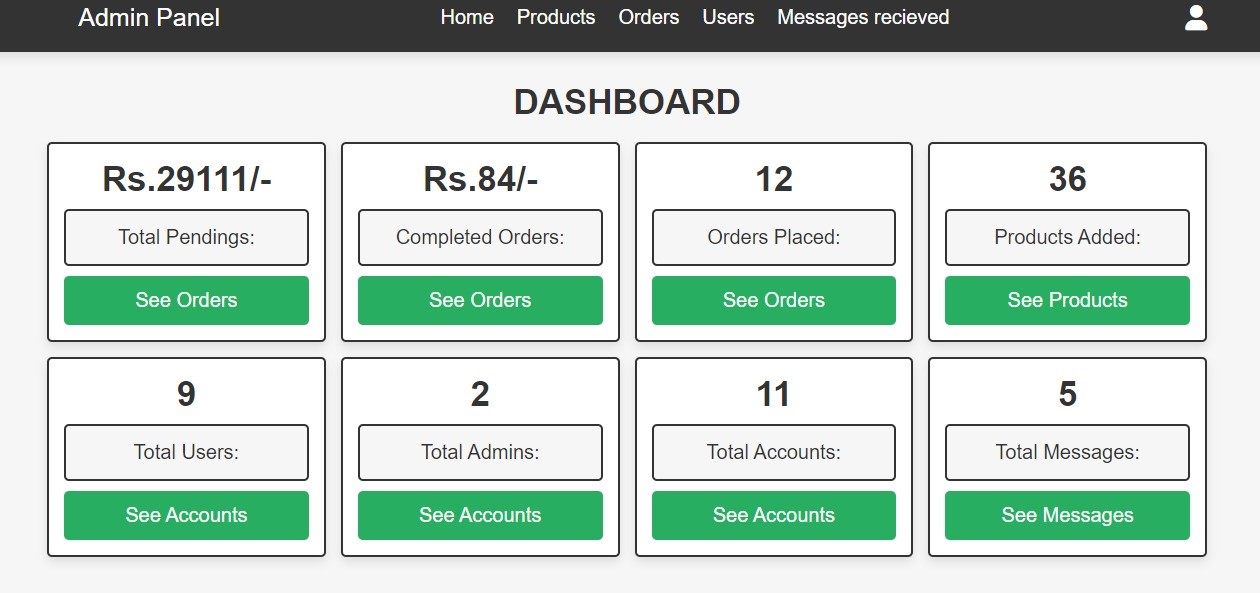 Admin Panel Home Products Orders Users Messages recieved
DASHBOARD
Rs.29111/- Rs.84/- 12 36
Total Pendings: Completed Orders: Orders Placed: Products Added:
See Orders See Orders See Orders See Products
9 2 11 5
Total Users: Total Admins: Total Accounts: Total Messages:
See Accounts See Accounts See Accounts See Messages